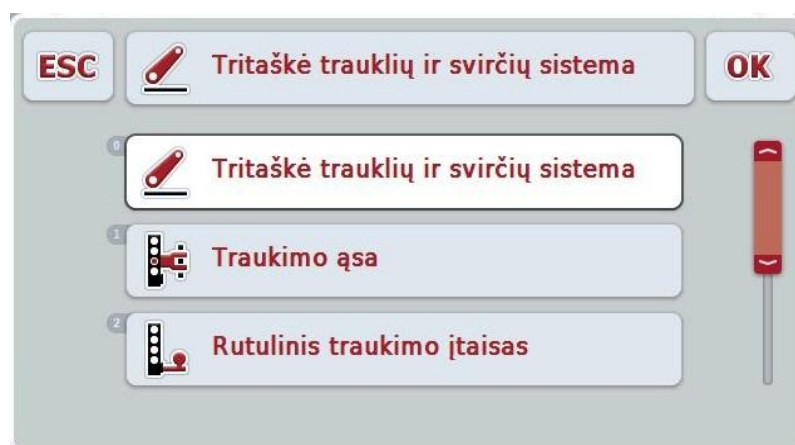 ESC
Tritaškė trauklių ir svirčių sistema
OK
0
Tritaškė trauklių ir svirčių sistema
1
Traukimo ąsa
2
Rutulinis traukimo įtaisas